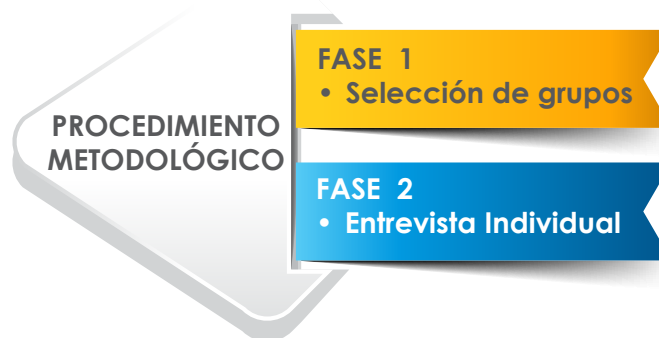 PROCEDIMIENTO
METODOLÓGICO
FASE 1
• Selección de grupos
FASE 2
• Entrevista Individual